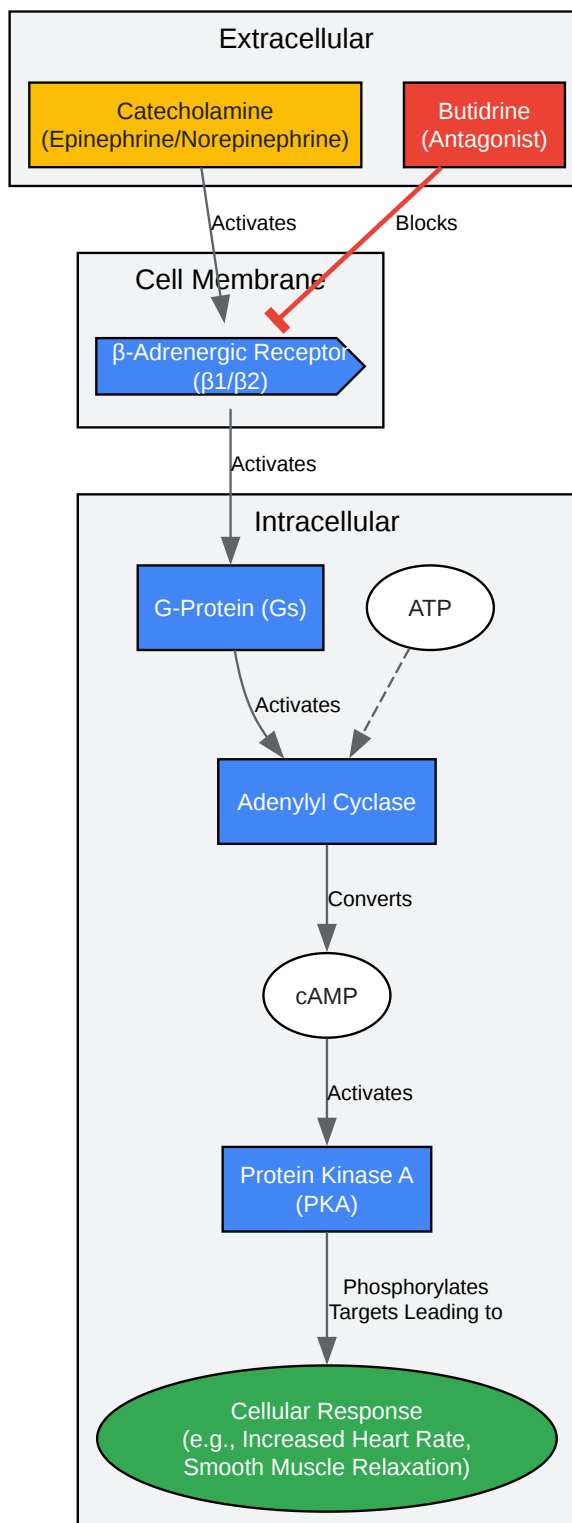 Extracellular
Catecholamine
(Epinephrine/Norepinephrine)
Butidrine
(Antagonist)
Activates
Blocks
Cell Membrane
β-Adrenergic Receptor
(β1/β2)
Activates
Intracellular
G-Protein (Gs)
ATP
Activates
Adenylyl Cyclase
Converts
cAMP
Activates
Protein Kinase A
(PKA)
Phosphorylates
Targets Leading to
Cellular Response
(e.g., Increased Heart Rate,
Smooth Muscle Relaxation)